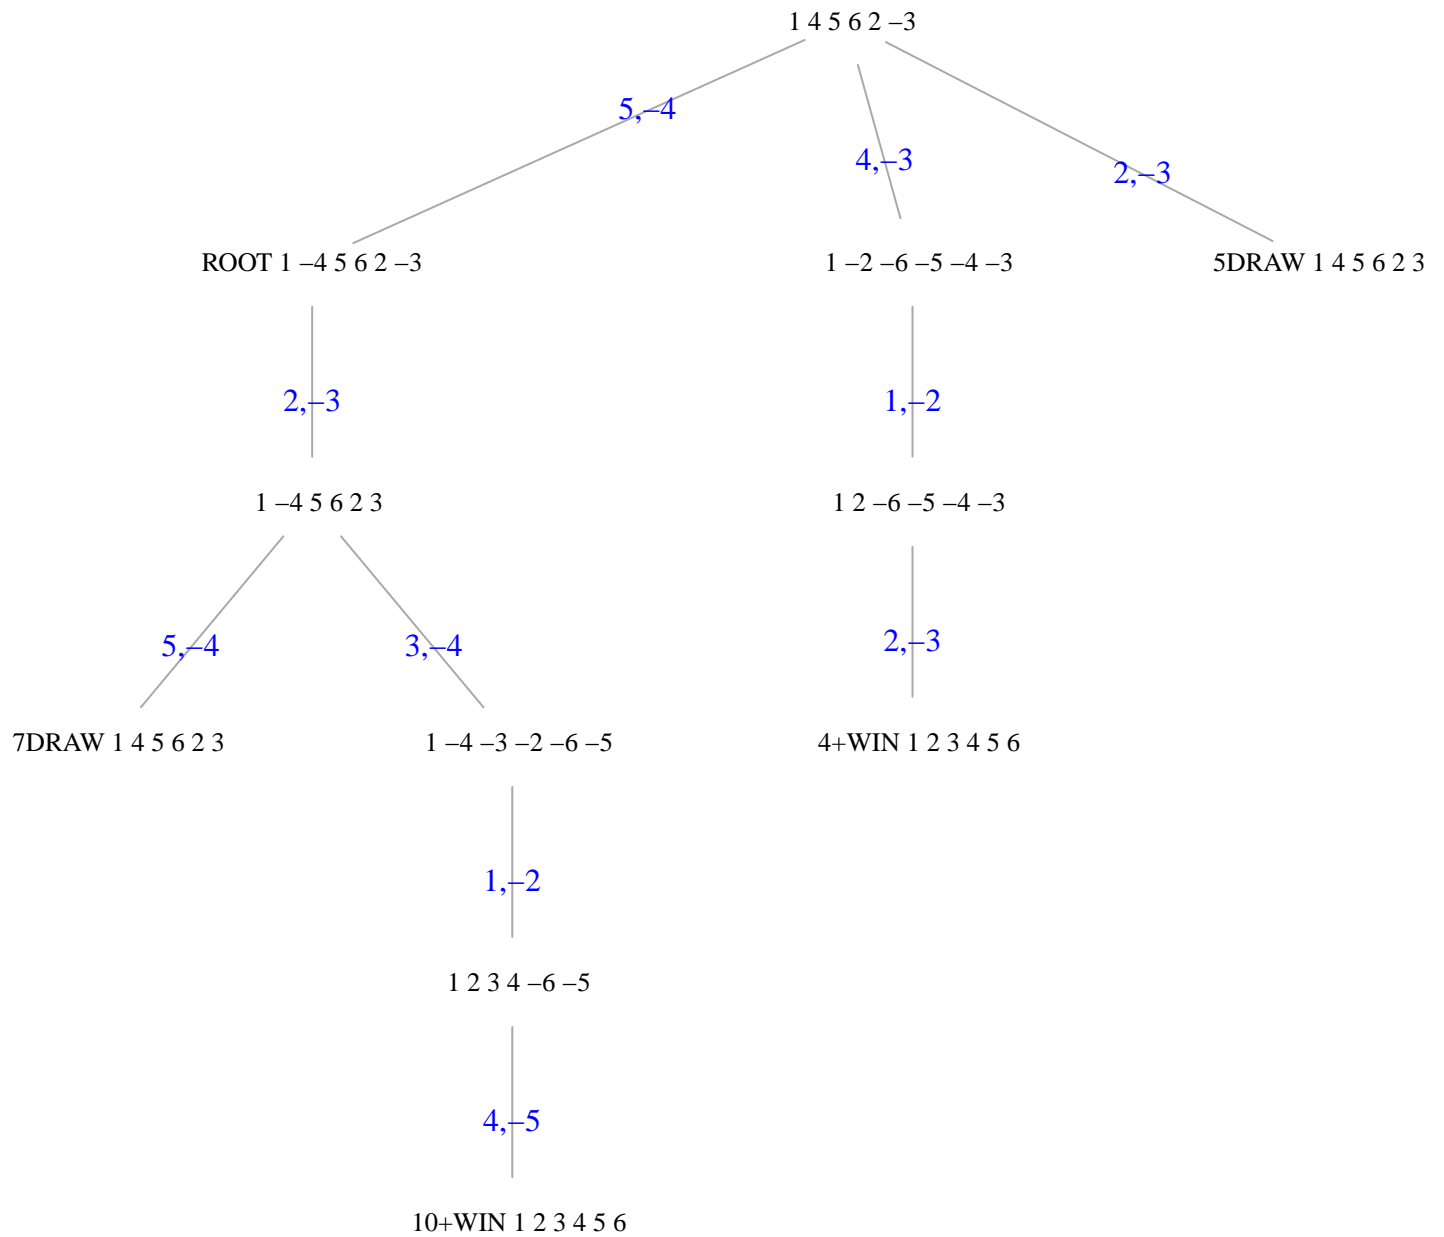 1 4 5 6 2 –3
5,–4
4,–3
2,–3
ROOT 1 –4 5 6 2 –3
1 –2 –6 –5 –4 –3
5DRAW 1 4 5 6 2 3
2,–3
1,–2
1 –4 5 6 2 3
1 2 –6 –5 –4 –3
5,–4
3,–4
2,–3
7DRAW 1 4 5 6 2 3
1 –4 –3 –2 –6 –5
4+WIN 1 2 3 4 5 6
1,–2
1 2 3 4 –6 –5
4,–5
10+WIN 1 2 3 4 5 6